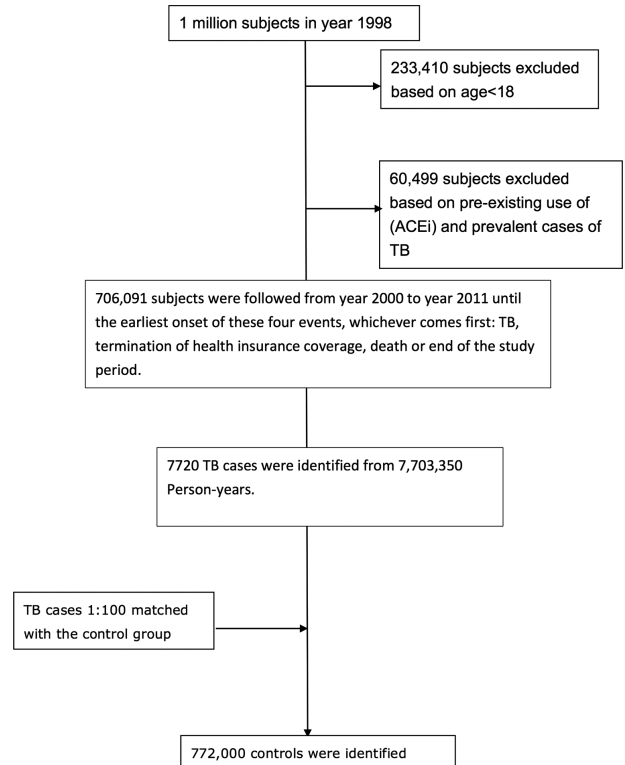 1 million subjects in year 1998
233,410 subjects excluded
based on age<18
60,499 subjects excluded
based on pre-existing use of
(ACEi) and prevalent cases of
TB
706,091 subjects were followed from year 2000 to year 2011 until
the earliest onset of these four events, whichever comes first: TB,
termination of health insurance coverage, death or end of the study
period.
7720 TB cases were identified from 7,703,350
Person-years.
TB cases 1:100 matched
with the control group
772,000 controls were identified